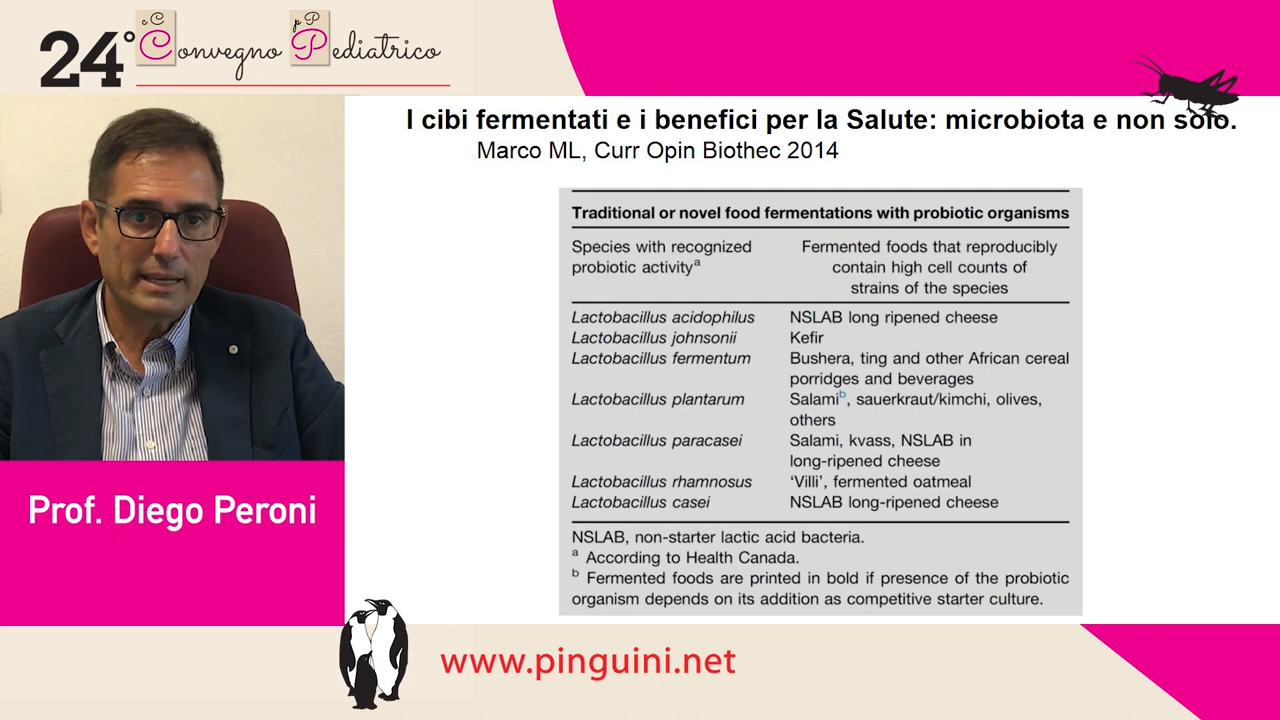 24° Convegno Pediatrico
cC
pP
I cibi fermentati e i benefici per la Salute: microbiota e non solo.
Marco ML, Curr Opin Biothec 2014
Traditional or novel food fermentations with probiotic organisms
Species with recognized probiotic activity^a
Fermented foods that reproducibly contain high cell counts of strains of the species
Lactobacillus acidophilus NSLAB long ripened cheese
Lactobacillus johnsonii Kefir
Lactobacillus fermentum Bushera, ting and other African cereal
porridges and beverages
Lactobacillus plantarum Salami^b, sauerkraut/kimchi, olives,
others
Lactobacillus paracasei Salami, kvass, NSLAB in
long-ripened cheese
Lactobacillus rhamnosus ‘Villi’, fermented oatmeal
Lactobacillus casei NSLAB long-ripened cheese
NSLAB, non-starter lactic acid bacteria.
a According to Health Canada.
b Fermented foods are printed in bold if presence of the probiotic
organism depends on its addition as competitive starter culture.
Prof. Diego Peroni
www.pinguini.net